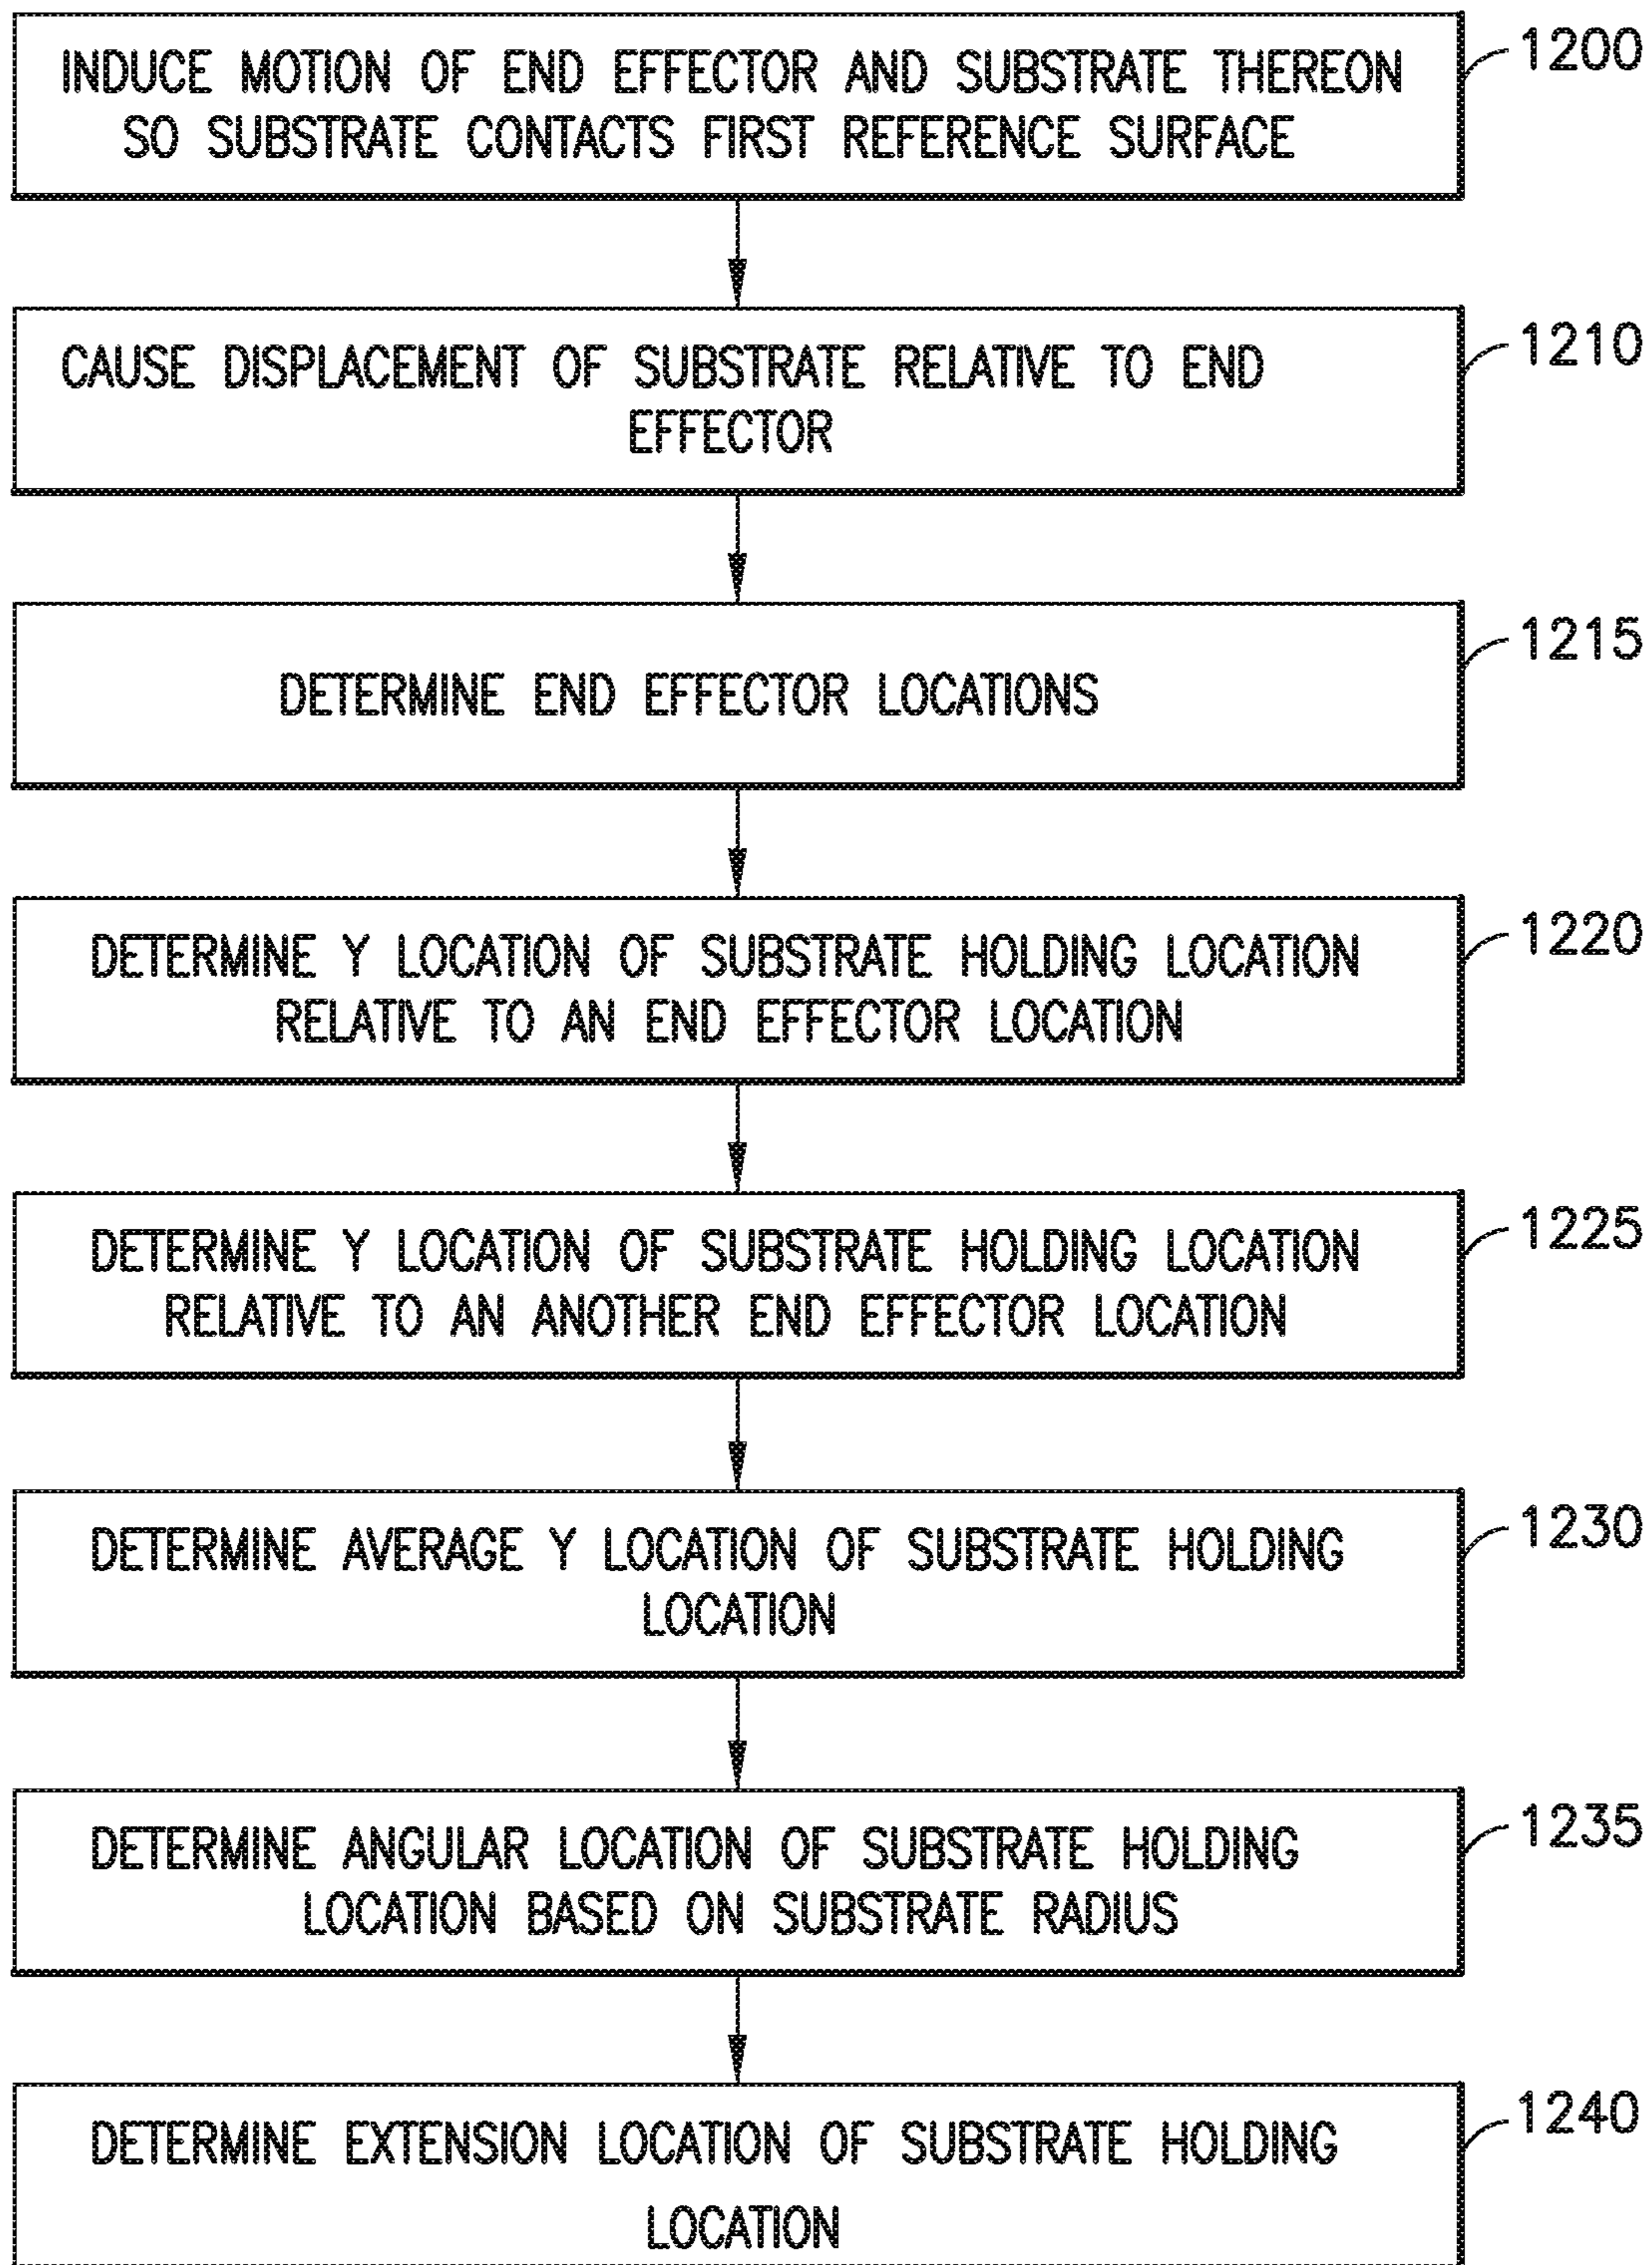 INDUCE MOTION OF END EFFECTOR AND SUBSTRATE THEREON
SO SUBSTRATE CONTACTS FIRST REFERENCE SURFACE
1200
CAUSE DISPLACEMENT OF SUBSTRATE RELATIVE TO END
EFFECTOR
1210
DETERMINE END EFFECTOR LOCATIONS
1215
DETERMINE Y LOCATION OF SUBSTRATE HOLDING LOCATION
RELATIVE TO AN END EFFECTOR LOCATION
1220
DETERMINE Y LOCATION OF SUBSTRATE HOLDING LOCATION
RELATIVE TO AN ANOTHER END EFFECTOR LOCATION
1225
DETERMINE AVERAGE Y LOCATION OF SUBSTRATE HOLDING
LOCATION
1230
DETERMINE ANGULAR LOCATION OF SUBSTRATE HOLDING
LOCATION BASED ON SUBSTRATE RADIUS
1235
DETERMINE EXTENSION LOCATION OF SUBSTRATE HOLDING
LOCATION
1240